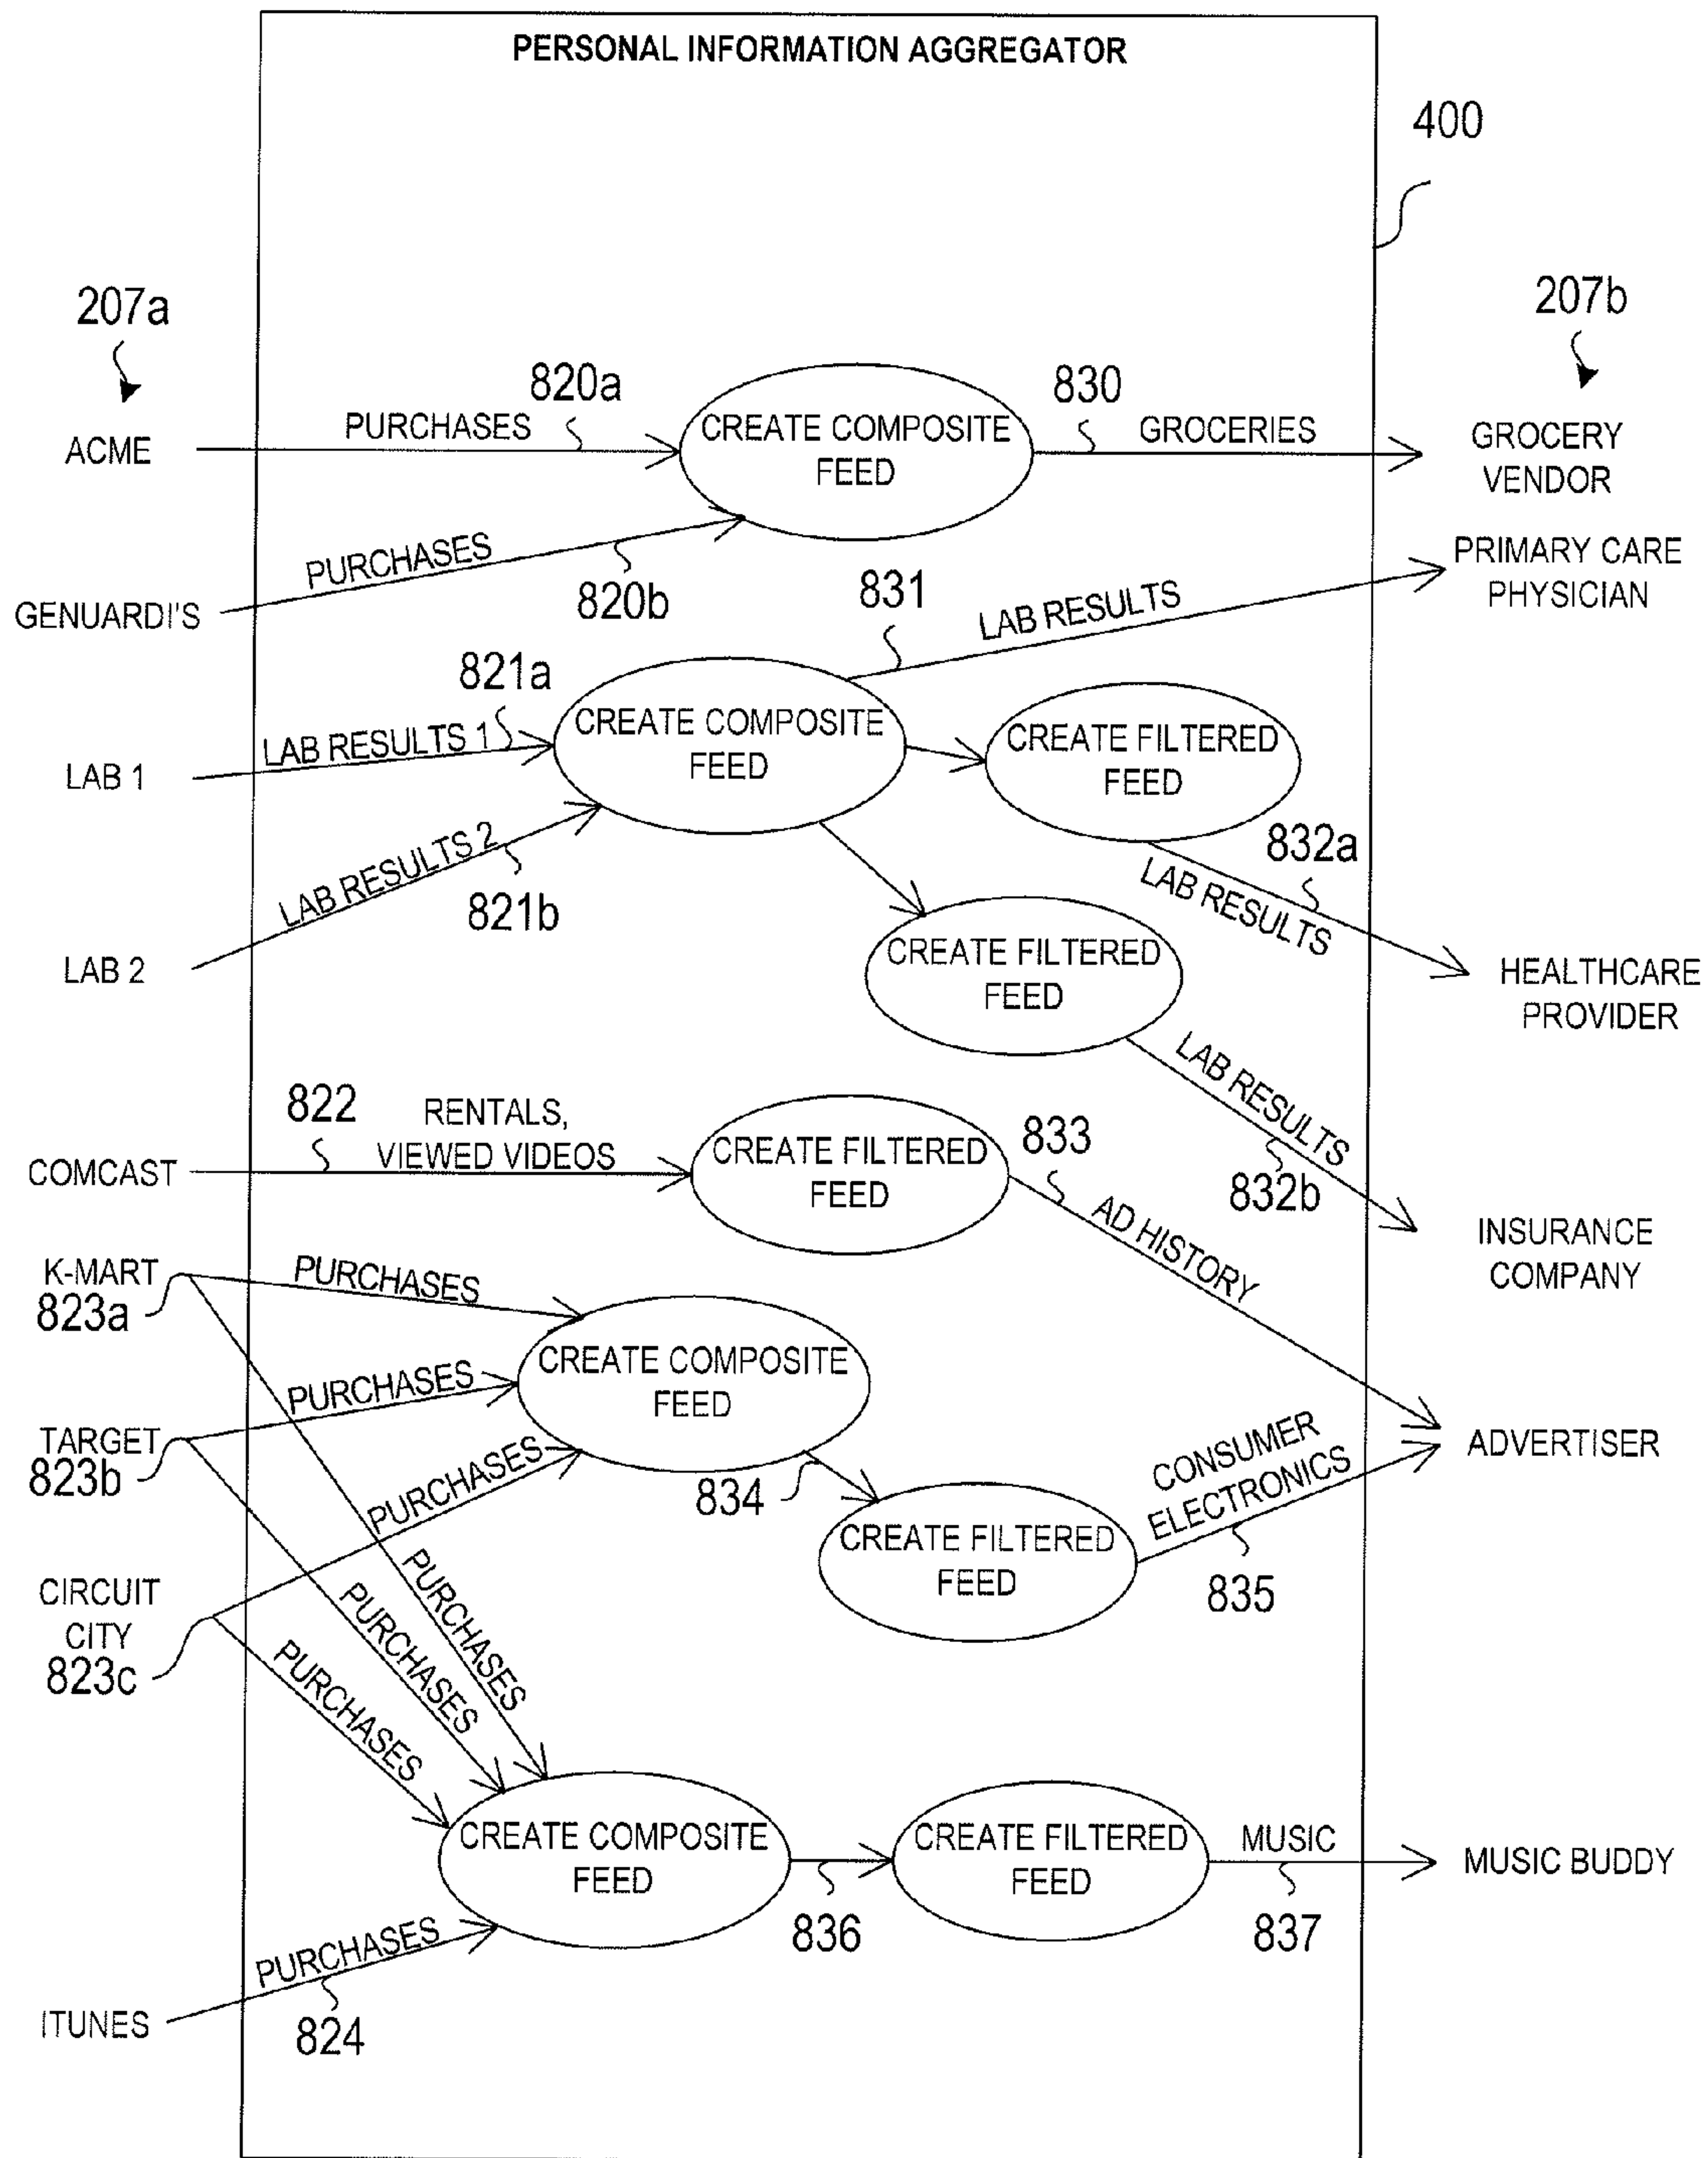 PERSONAL INFORMATION AGGREGATOR
400
207a
207b
820a
830
PURCHASES
GROCERIES
ACME
CREATE COMPOSITE
FEED
GROCERY
VENDOR
PURCHASES
820b
GENUARDI'S
831
LAB RESULTS
PRIMARY CARE
PHYSICIAN
821a
LAB RESULTS 1
LAB 1
CREATE COMPOSITE
FEED
CREATE FILTERED
FEED
832a
LAB RESULTS
LAB RESULTS 2
821b
LAB 2
CREATE FILTERED
FEED
HEALTHCARE
PROVIDER
LAB RESULTS
832b
822
RENTALS,
VIEWED VIDEOS
COMCAST
CREATE FILTERED
FEED
833
AD HISTORY
INSURANCE
COMPANY
K-MART
823a
PURCHASES
CREATE COMPOSITE
FEED
PURCHASES
TARGET
823b
PURCHASES
834
CONSUMER
ELECTRONICS
ADVERTISER
CREATE FILTERED
FEED
835
CIRCUIT
CITY
823c
PURCHASES
PURCHASES
PURCHASES
CREATE COMPOSITE
FEED
836
CREATE FILTERED
FEED
MUSIC
837
MUSIC BUDDY
PURCHASES
824
ITUNES